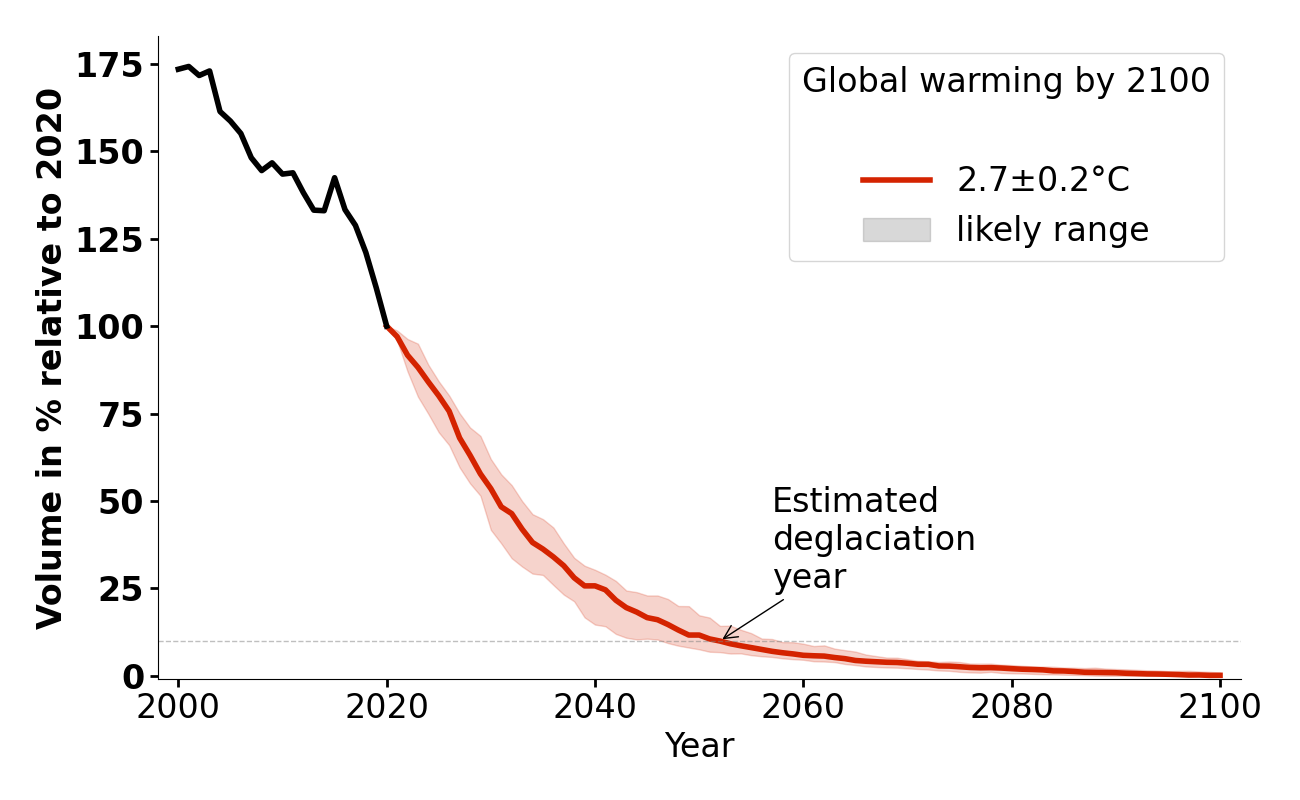 Volume in % relative to 2020
175
150
125
100
75
50
25
0
Global warming by 2100
2.7±0.2°C
likely range
Estimated
deglaciation
year
2000
2020
2040
2060
2080
2100
Year